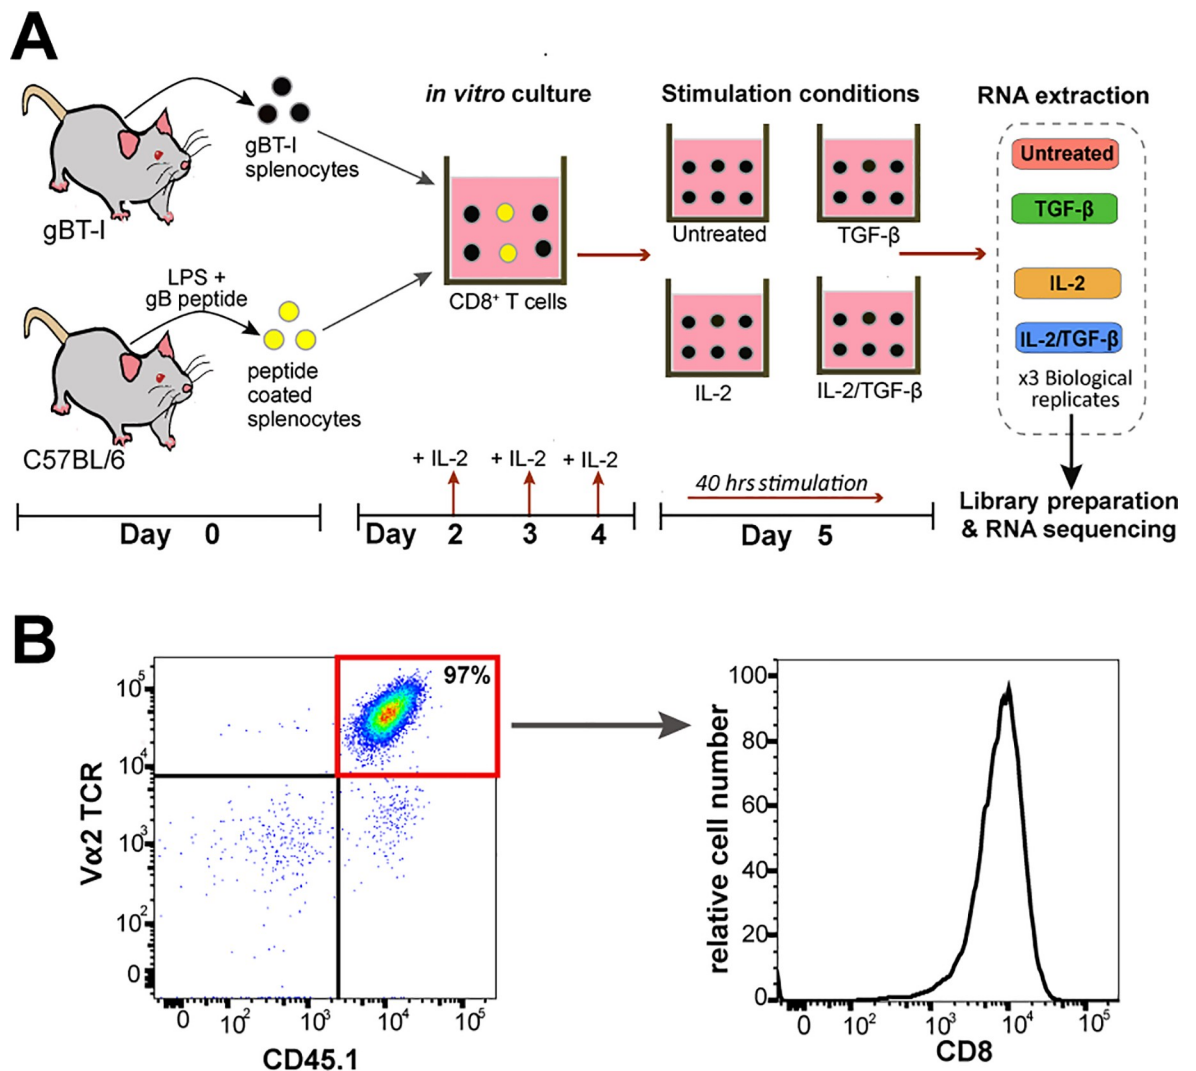 A
in vitro culture
Stimulation conditions
RNA extraction
gBT-I
splenocytes
gBT-I
LPS +
gB peptide
peptide
coated
splenocytes
C57BL/6
CD8⁺ T cells
Untreated
TGF-β
IL-2
IL-2/TGF-β
Untreated
TGF-β
IL-2
IL-2/TGF-β
x3 Biological
replicates
Library preparation
& RNA sequencing
+ IL-2 + IL-2 + IL-2
40 hrs stimulation
Day 0
Day 2 3 4
Day 5
B
97%
Vα2 TCR
10⁵
10⁴
10³
10²
0
0 10² 10³ 10⁴ 10⁵
CD45.1
relative cell number
100
80
60
40
20
0
0 10² 10³ 10⁴ 10⁵
CD8